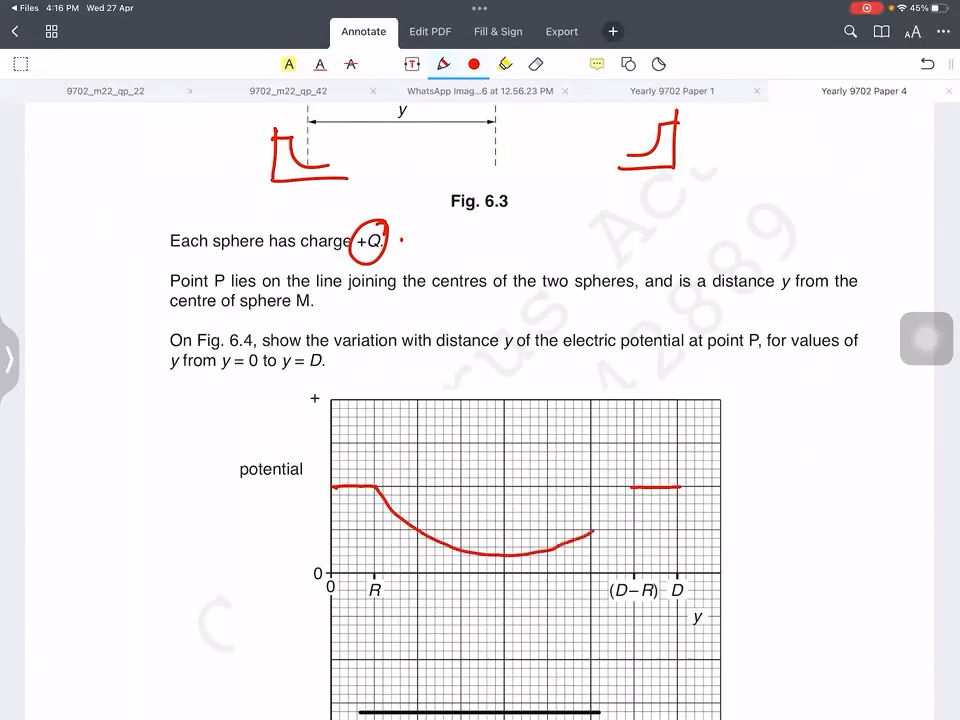 Files 4:16 PM Wed 27 Apr 45%
Annotate Edit PDF Fill & Sign Export
9702_m22_qp_22 9702_m22_qp_42 WhatsApp Imag...6 at 12.56.23 PM Yearly 9702 Paper 1 Yearly 9702 Paper 4
y
Fig. 6.3
Each sphere has charge +Q.
Point P lies on the line joining the centres of the two spheres, and is a distance y from the
centre of sphere M.
On Fig. 6.4, show the variation with distance y of the electric potential at point P, for values of
y from y = 0 to y = D.
+
potential
0
0 R (D – R) D
y